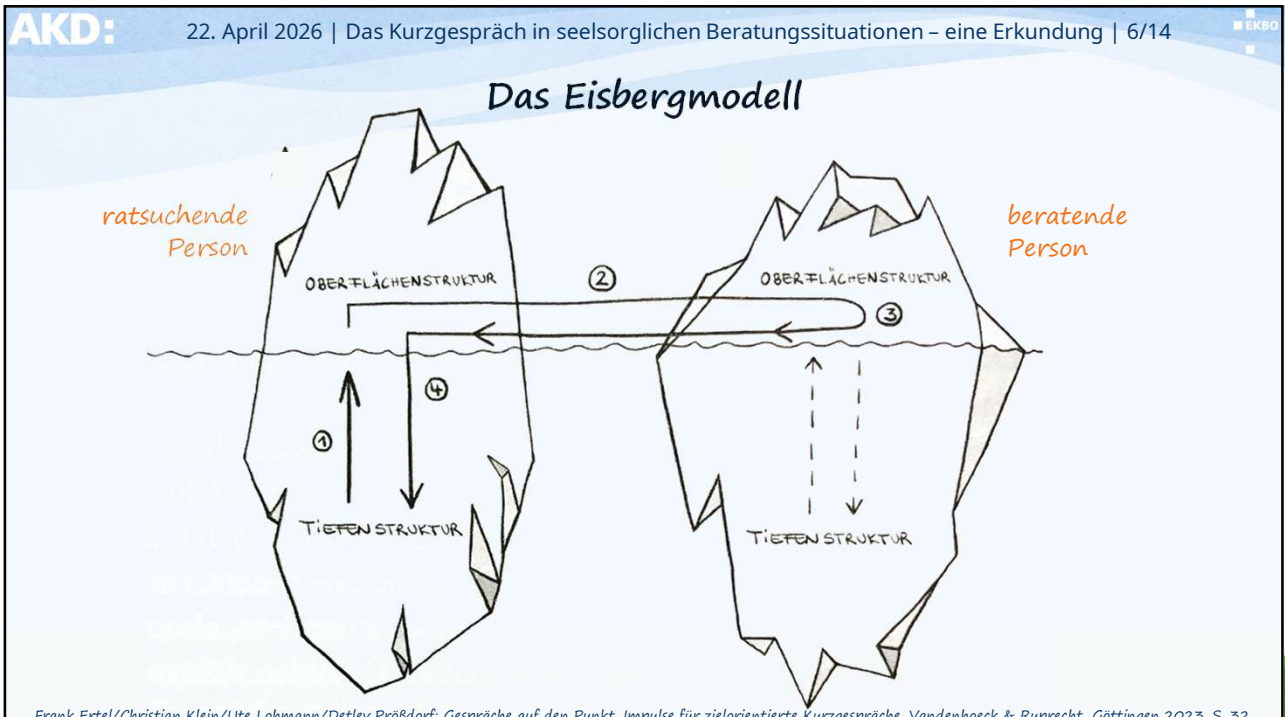 AKD:
22. April 2026 | Das Kurzgespräch in seelsorglichen Beratungssituationen – eine Erkundung | 6/14
EKBO
Das Eisbergmodell
ratsuchende
Person
beratende
Person
OBERFLÄCHENSTRUKTUR
2
OBERFLÄCHENSTRUKTUR
3
4
1
TIEFENSTRUKTUR
TIEFENSTRUKTUR
Frank Ertel/Christian Klein/Ute Lohmann/Detlev Prößdorf: Gespräche auf den Punkt. Impulse für zielorientierte Kurzgespräche, Vandenhoeck & Ruprecht, Göttingen 2023, S. 32